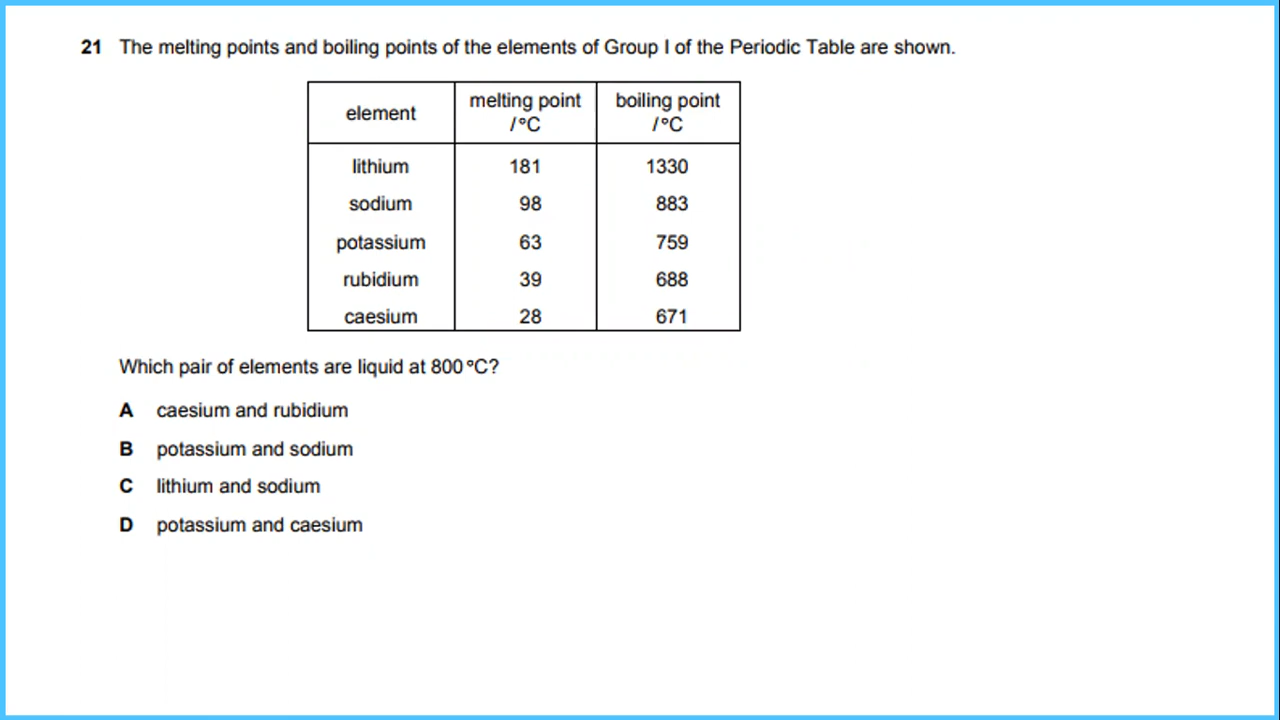 21 The melting points and boiling points of the elements of Group I of the Periodic Table are shown.
element melting point /°C boiling point /°C
lithium 181 1330
sodium 98 883
potassium 63 759
rubidium 39 688
caesium 28 671
Which pair of elements are liquid at 800 °C?
A caesium and rubidium
B potassium and sodium
C lithium and sodium
D potassium and caesium